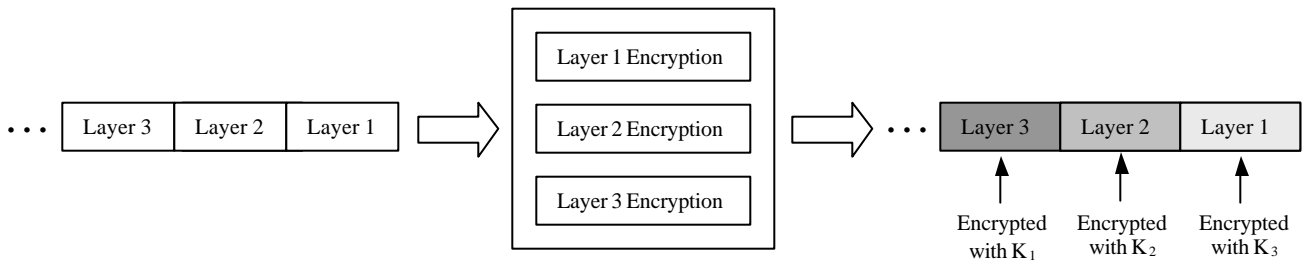 Layer 1 Encryption
Layer 2 Encryption
Layer 3 Encryption
... Layer 3 Layer 2 Layer 1
... Layer 3 Layer 2 Layer 1
Encrypted with K₁
Encrypted with K₂
Encrypted with K₃